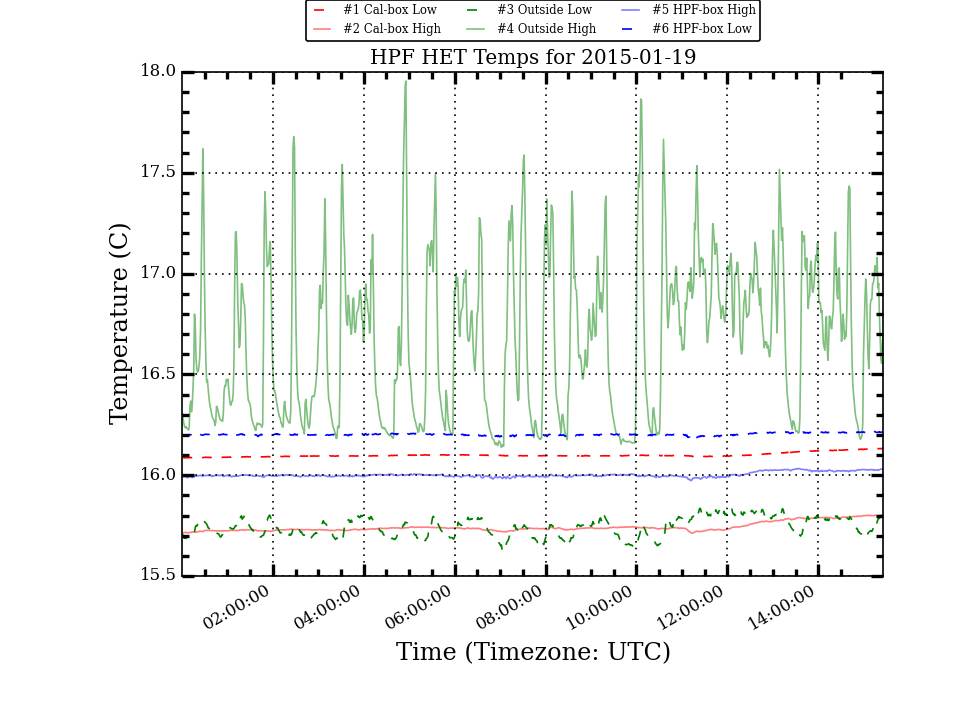 #1 Cal-box Low #3 Outside Low #5 HPF-box High
#2 Cal-box High #4 Outside High #6 HPF-box Low
HPF HET Temps for 2015-01-19
18.0
17.5
17.0
16.5
16.0
15.5
Temperature (C)
02:00:00 04:00:00 06:00:00 08:00:00 10:00:00 12:00:00 14:00:00
Time (Timezone: UTC)